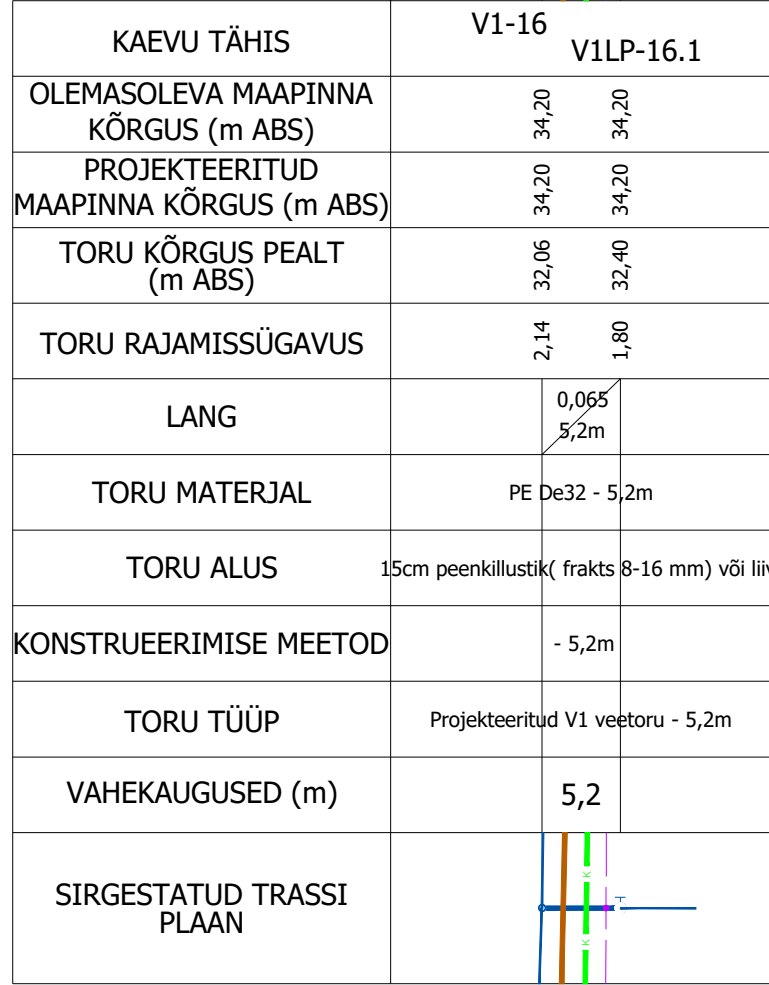 KAEVU TÄHIS
V1-16
V1LP-16.1
OLEMASOLEVA MAAPINNA
KÕRGUS (m ABS)
34,20
34,20
PROJEKTEERITUD
MAAPINNA KÕRGUS (m ABS)
34,20
34,20
TORU KÕRGUS PEALT
(m ABS)
32,06
32,40
TORU RAJAMISSÜGAVUS
2,14
1,80
LANG
0,065
5,2m
TORU MATERJAL
PE De32 - 5,2m
TORU ALUS
15cm peenkillustik( frakts 8-16 mm) või liiv
KONSTRUEERIMISE MEETOD
- 5,2m
TORU TÜÜP
Projekteeritud V1 veetoru - 5,2m
VAHEKAUGUSED (m)
5,2
SIRGESTATUD TRASSI
PLAAN
K
K